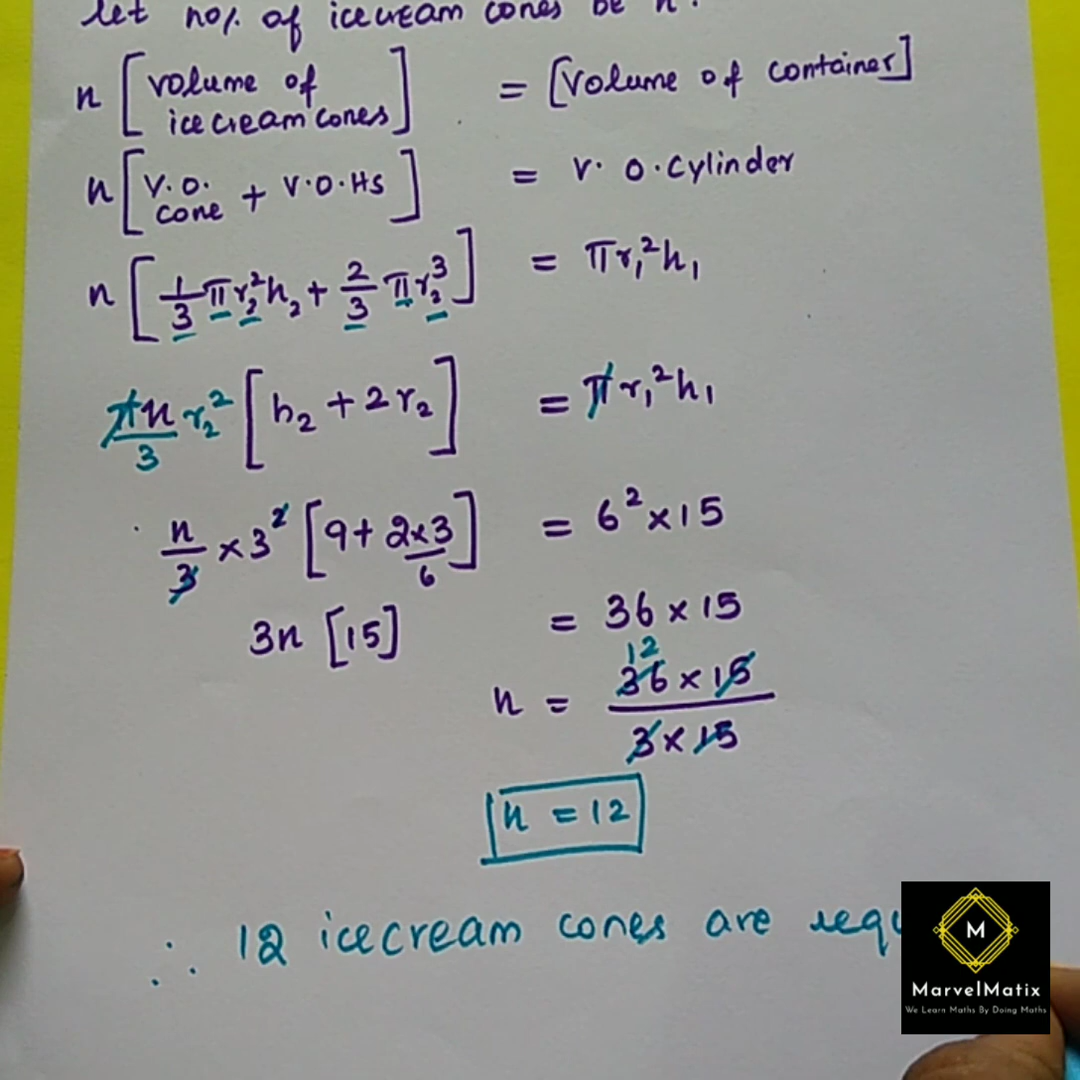 let no/. of icecream cones be n.
n [volume of icecream cones] = [Volume of container]
n [V.O. cone + V.O.HS] = V.O.Cylinder
n [1/3 πr₂²h₂ + 2/3 πr₂³] = πr₁²h₁
πn/3 r₂² [h₂ + 2r₂] = πr₁²h₁
n/3 × 3² [9 + 2×3] = 6² × 15
6
3n [15] = 36 × 15
12
n = 36 × 15 / 3 × 15
n = 12
∴ 12 icecream cones are
M
MarvelMatix
We Learn Maths By Doing Maths